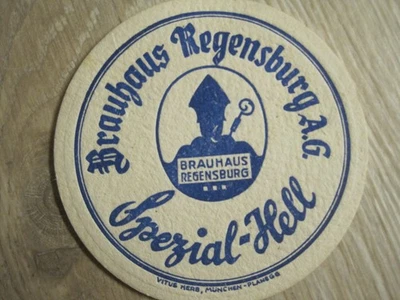 Brauhaus Regensburg A.G.
BRAUHAUS
REGENSBURG
Spezial-Hell
VITUS HERB, MÜNCHEN-PLANEGG